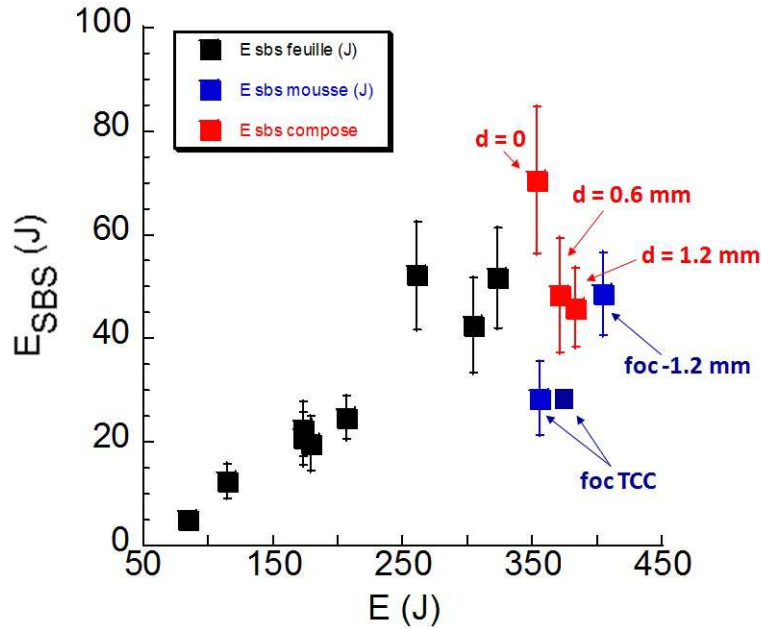 100
80
60
40
20
0
E_SBS (J)
E sbs feuille (J)
E sbs mousse (J)
E sbs compose
d = 0
d = 0.6 mm
d = 1.2 mm
foc -1.2 mm
foc TCC
50 150 250 350 450
E (J)